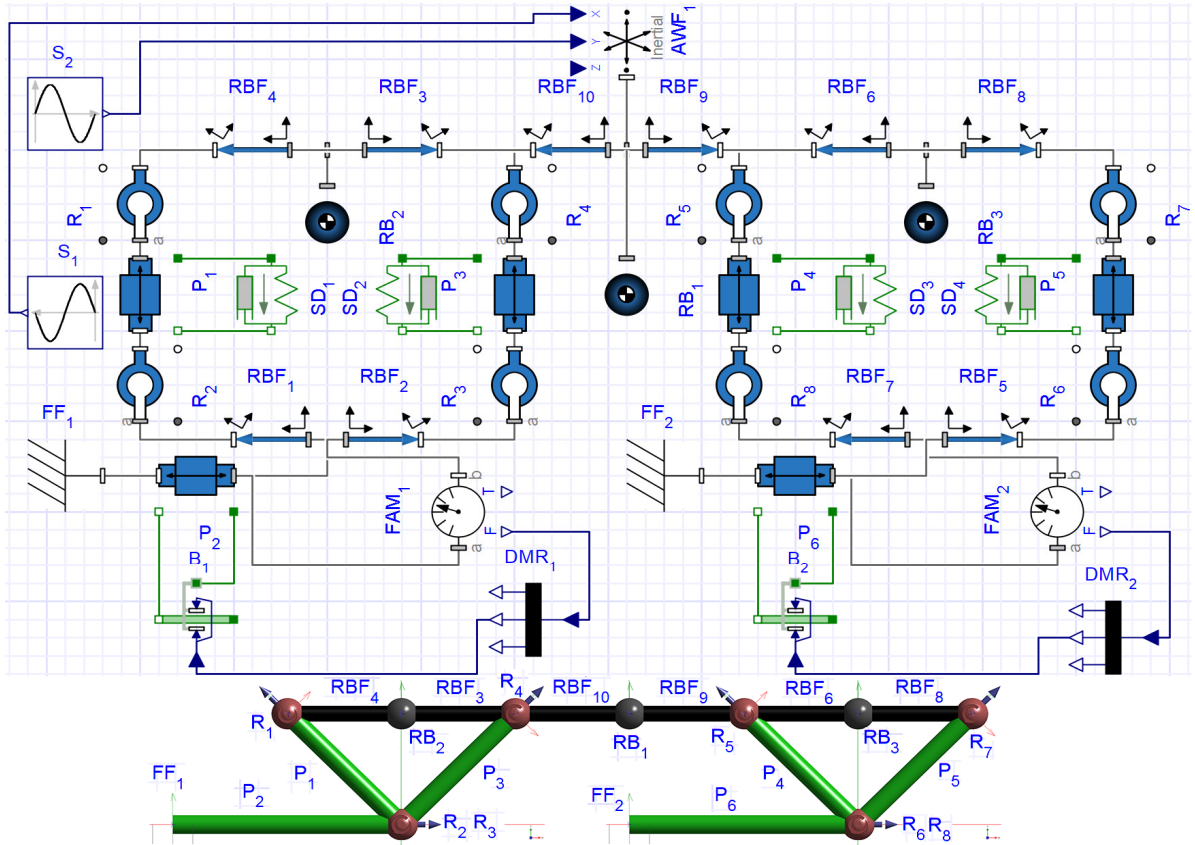 X
Y
Z
Inertial
AWF1
S2
RBF4
RBF3
RBF10
RBF9
RBF6
RBF8
R1
RB2
R4
R5
RB3
R7
a
a
a
a
S1
P1
SD1
SD2
P3
RB1
P4
SD3
SD4
P5
R2
RBF1
RBF2
R3
R8
RBF7
RBF5
R6
a
a
a
a
FF1
FF2
b
T
F
a
FAM1
b
T
F
a
FAM2
P2
B1
DMR1
P6
B2
DMR2
RBF4
RBF3
R4
RBF10
RBF9
RBF6
RBF8
R1
RB2
RB1
R5
RB3
R7
FF1
P1
P2
P3
FF2
P4
P6
P5
R2 R3
R6 R8